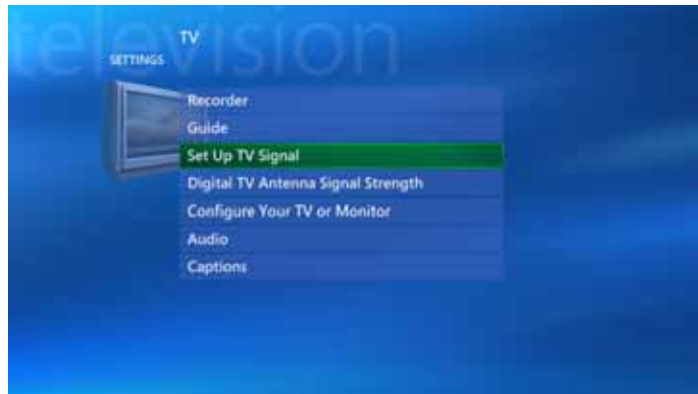 television
TV
SETTINGS
Recorder
Guide
Set Up TV Signal
Digital TV Antenna Signal Strength
Configure Your TV or Monitor
Audio
Captions